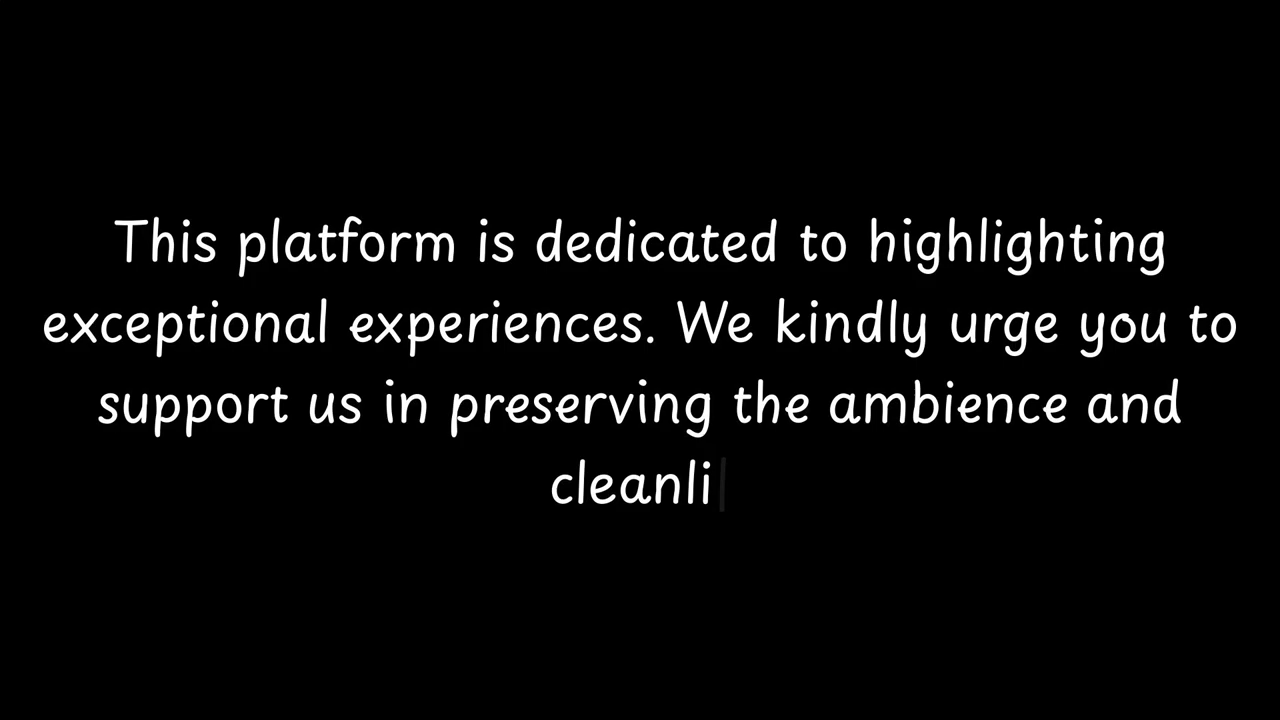 This platform is dedicated to highlighting
exceptional experiences. We kindly urge you to
support us in preserving the ambience and
cleanli